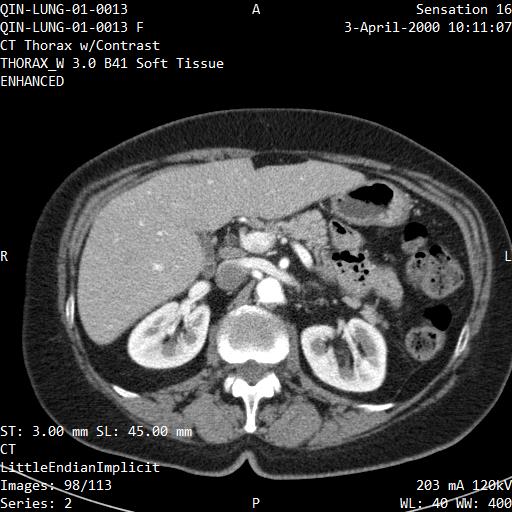 QIN-LUNG-01-0013
A
Sensation 16
QIN-LUNG-01-0013 F
3-April-2000 10:11:07
CT Thorax w/Contrast
THORAX_W 3.0 B41 Soft Tissue
ENHANCED
R
L
ST: 3.00 mm SL: 45.00 mm
CT
LittleEndianImplicit
Images: 98/113
203 mA 120kV
Series: 2
P
WL: 40 WW: 400